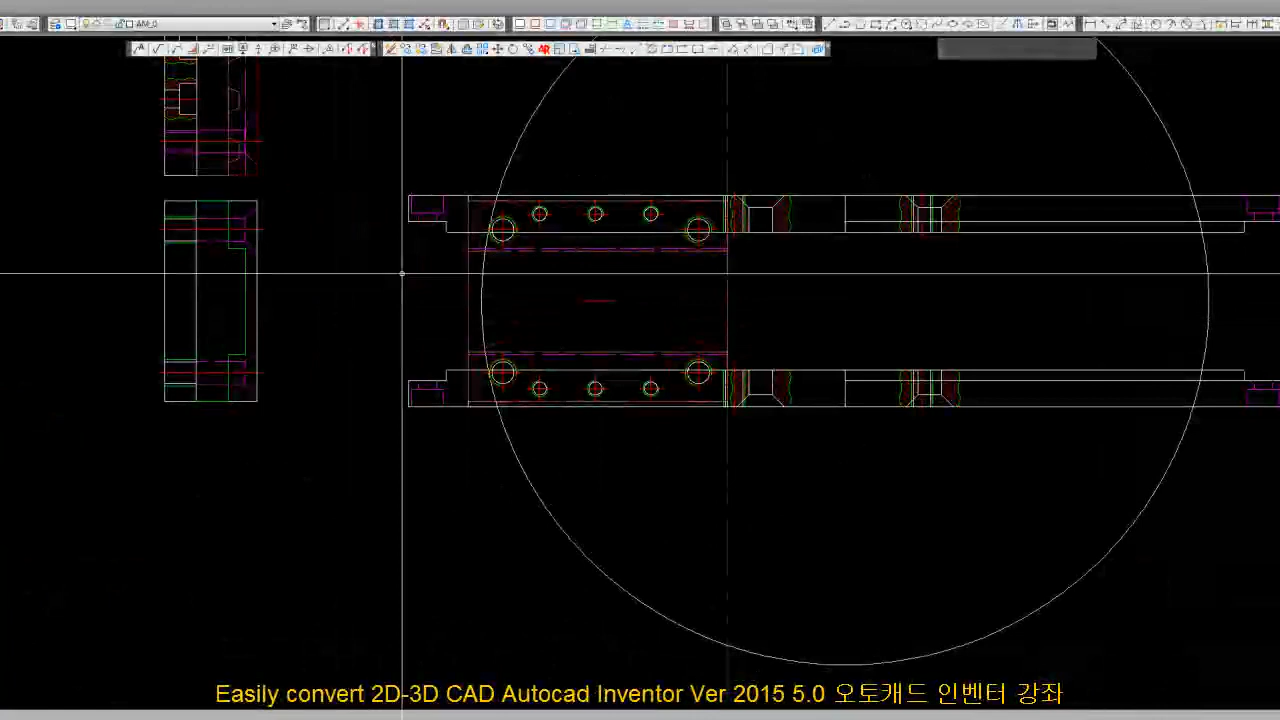 AM_0
Easily convert 2D-3D CAD Autocad Inventor Ver 2015 5.0 오토캐드 인벤터 강좌